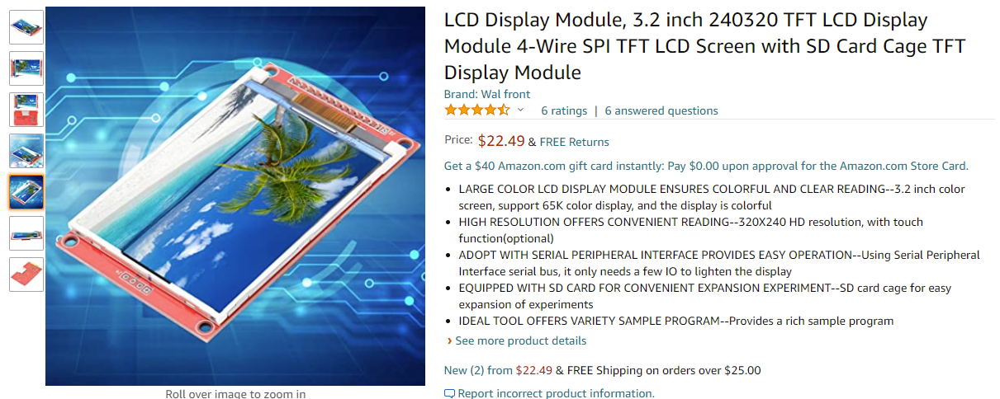 LCD Display Module, 3.2 inch 240320 TFT LCD Display
Module 4-Wire SPI TFT LCD Screen with SD Card Cage TFT
Display Module
Brand: Wal front
6 ratings | 6 answered questions
Price: $22.49 & FREE Returns
Get a $40 Amazon.com gift card instantly: Pay $0.00 upon approval for the Amazon.com Store Card.
• LARGE COLOR LCD DISPLAY MODULE ENSURES COLORFUL AND CLEAR READING--3.2 inch color
screen, support 65K color display, and the display is colorful
• HIGH RESOLUTION OFFERS CONVENIENT READING--320X240 HD resolution, with touch
function(optional)
• ADOPT WITH SERIAL PERIPHERAL INTERFACE PROVIDES EASY OPERATION--Using Serial Peripheral
Interface serial bus, it only needs a few IO to lighten the display
• EQUIPPED WITH SD CARD FOR CONVENIENT EXPANSION EXPERIMENT--SD card cage for easy
expansion of experiments
• IDEAL TOOL OFFERS VARIETY SAMPLE PROGRAM--Provides a rich sample program
› See more product details
New (2) from $22.49 & FREE Shipping on orders over $25.00
Report incorrect product information.
Roll over image to zoom in